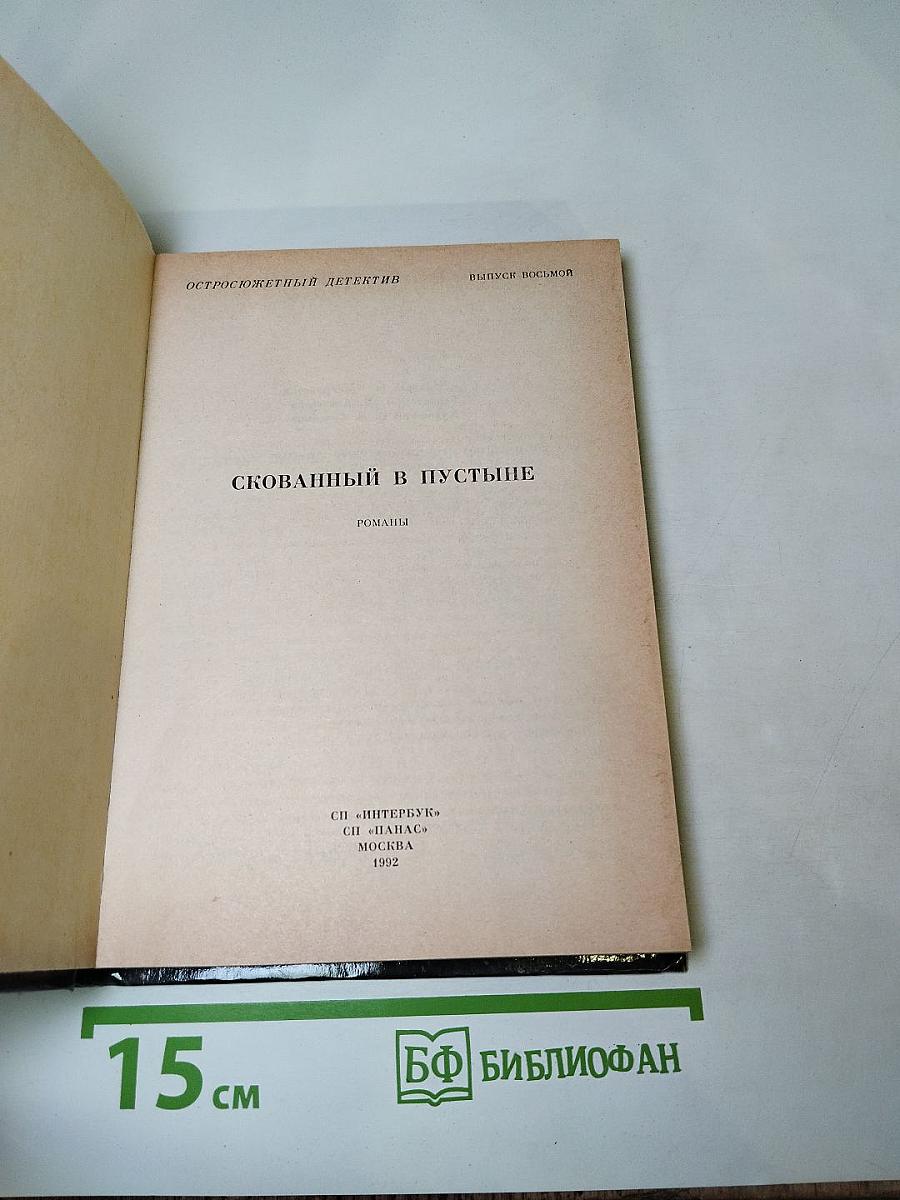 ОСТРОСЮЖЕТНЫЙ ДЕТЕКТИВ ВЫПУСК ВОСЬМОЙ
СКОВАННЫЙ В ПУСТЫНЕ
РОМАНЫ
СП «ИНТЕРБУК»
СП «ПАНАС»
МОСКВА
1992
15 см
БФ БИБЛИОФАН